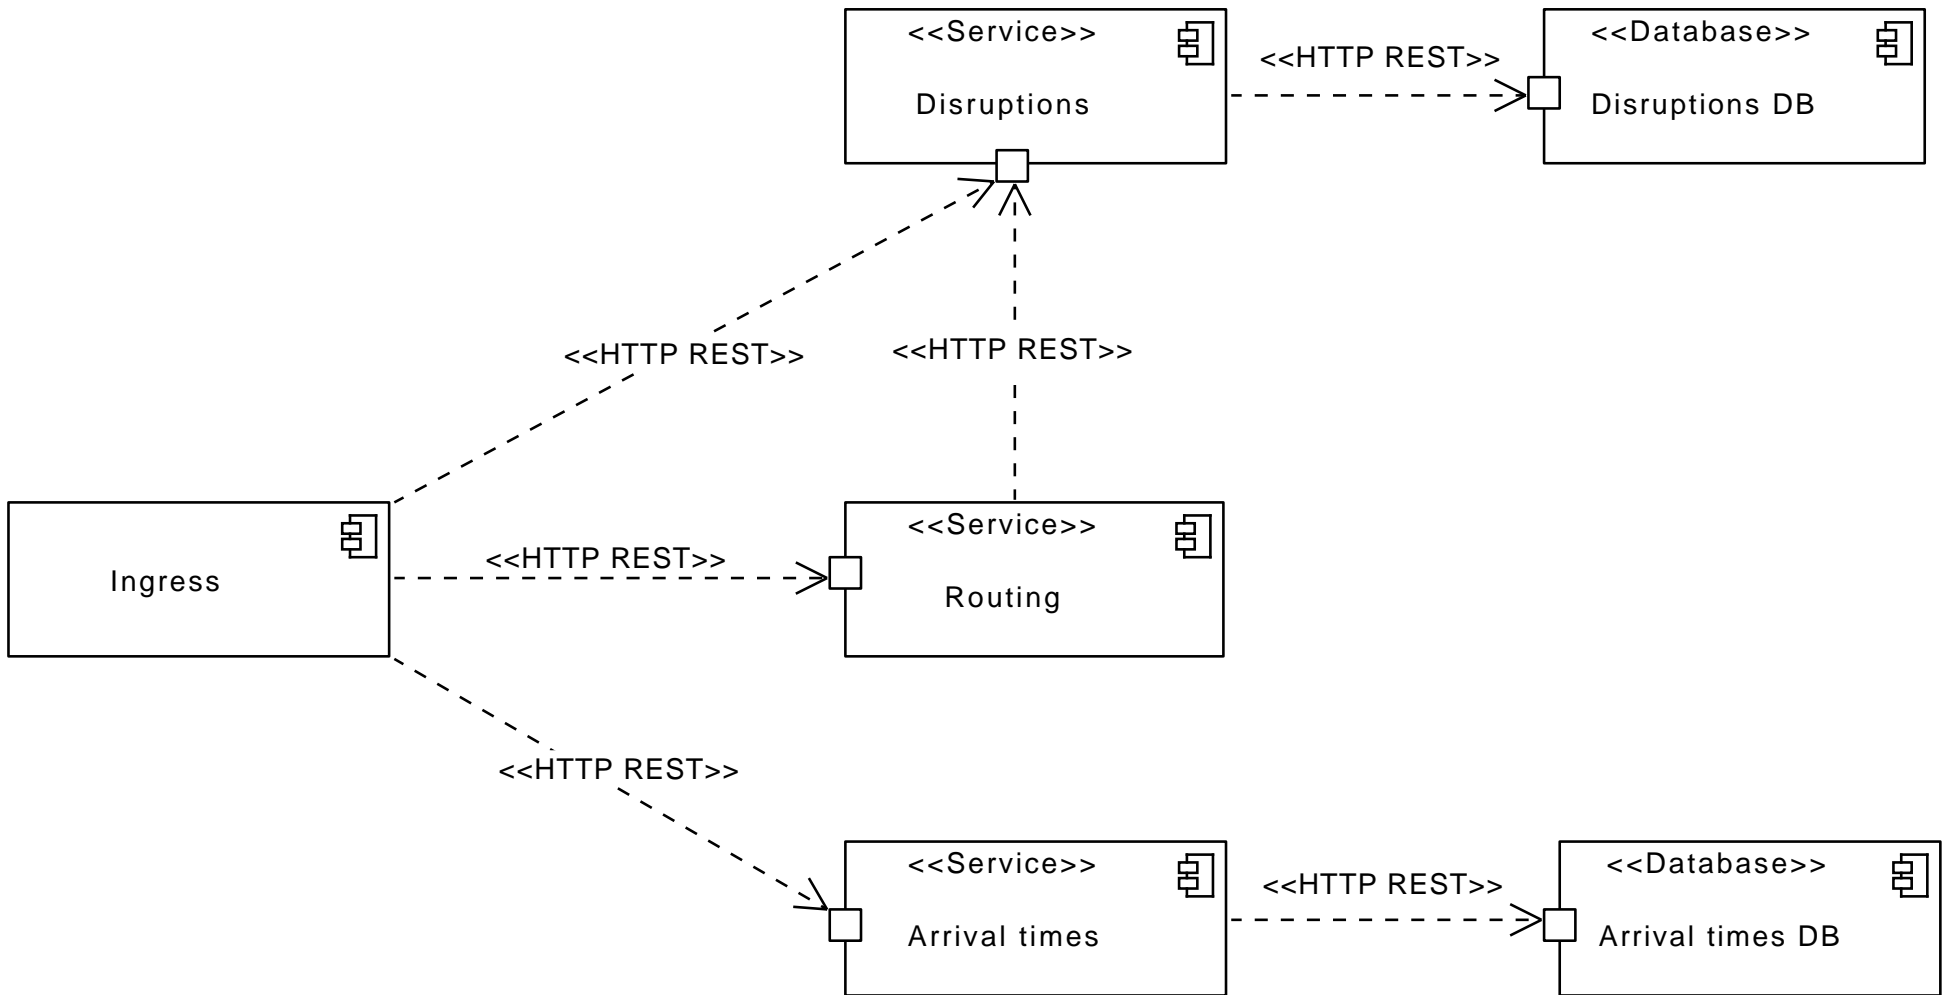 <<Service>>
Disruptions
<<HTTP REST>>
<<Database>>
Disruptions DB
<<HTTP REST>>
<<HTTP REST>>
Ingress
<<HTTP REST>>
<<Service>>
Routing
<<HTTP REST>>
<<Service>>
Arrival times
<<HTTP REST>>
<<Database>>
Arrival times DB